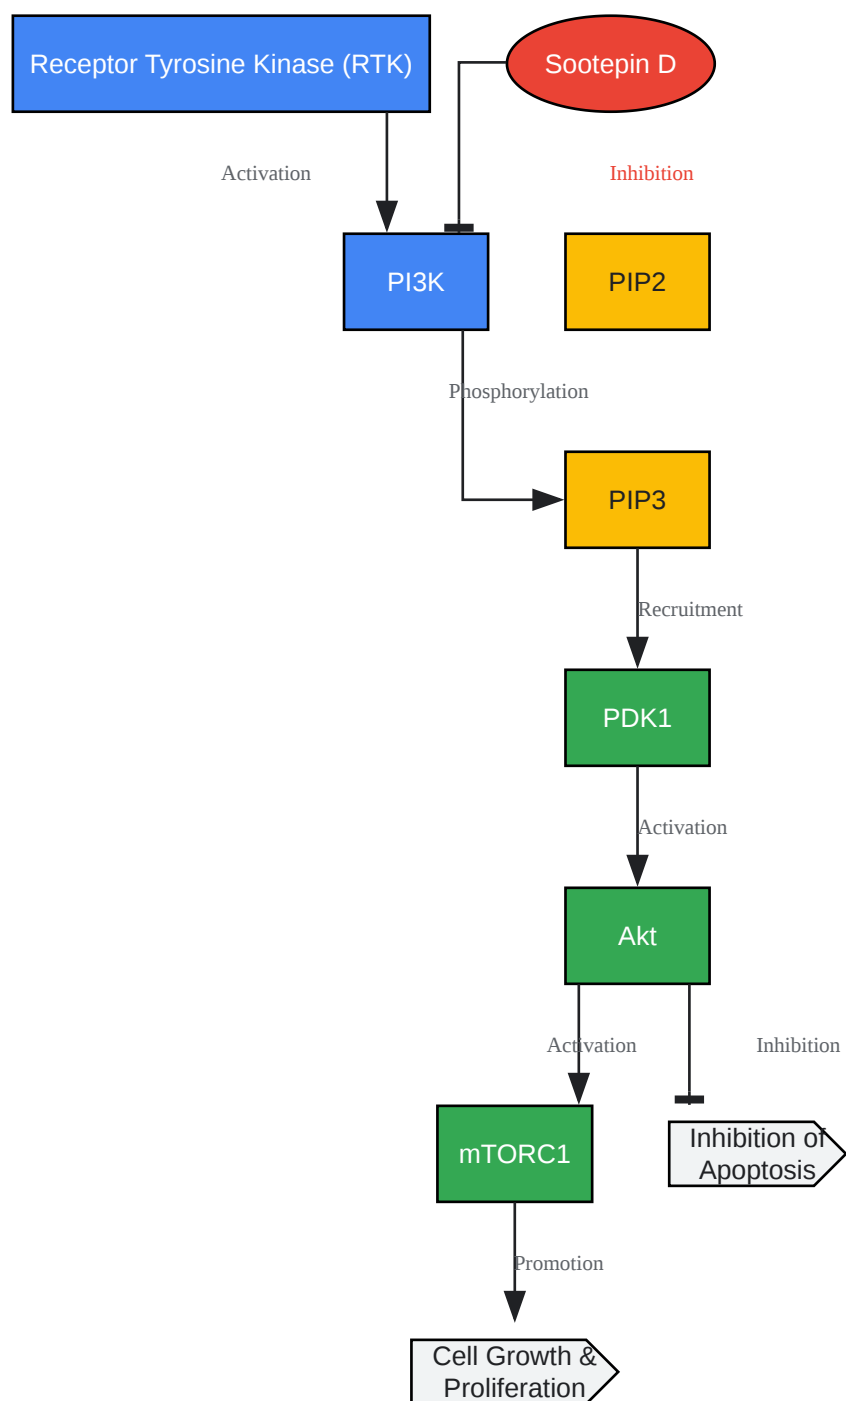 Receptor Tyrosine Kinase (RTK)
Sootepin D
Activation
Inhibition
PI3K
PIP2
Phosphorylation
PIP3
Recruitment
PDK1
Activation
Akt
Activation
Inhibition
mTORC1
Inhibition of
Apoptosis
Promotion
Cell Growth &
Proliferation